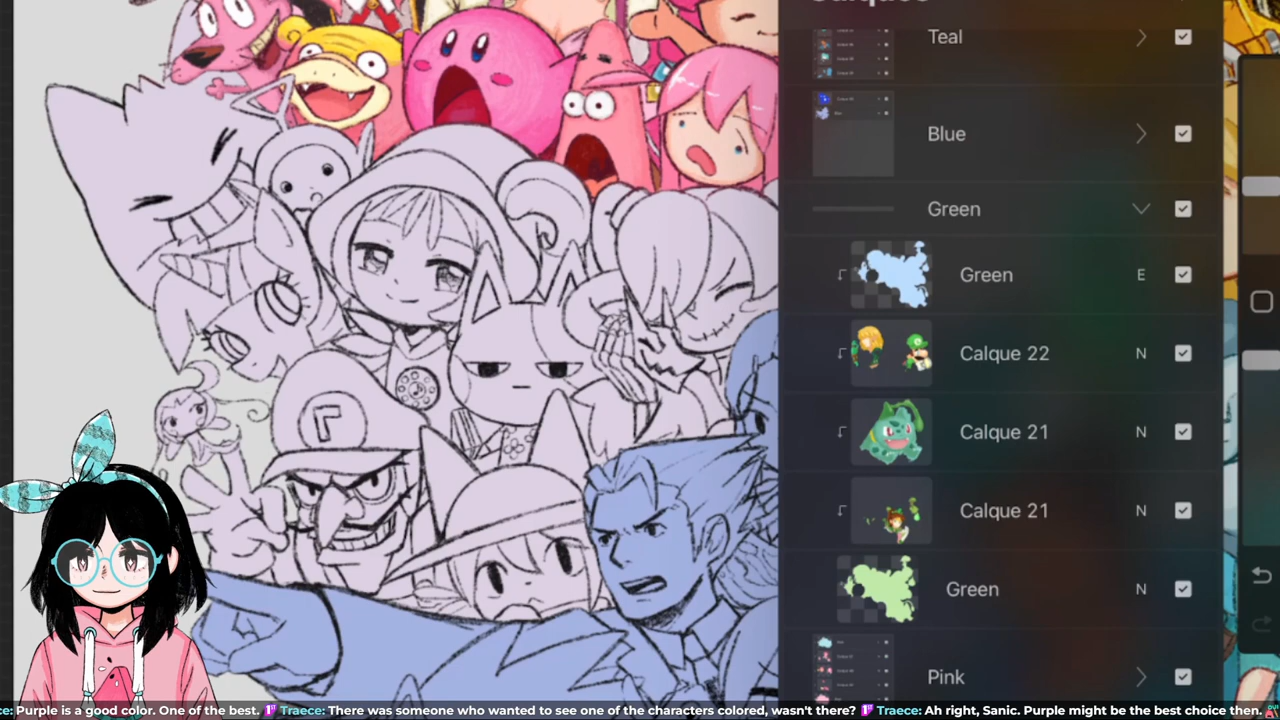 Teal
Blue
Green
Green
E
Calque 22
N
Calque 21
N
Calque 21
N
Green
N
Pink
ce: Purple is a good color. One of the best. Traece: There was someone who wanted to see one of the characters colored, wasn't there? Traece: Ah right, Sanic. Purple might be the best choice then.